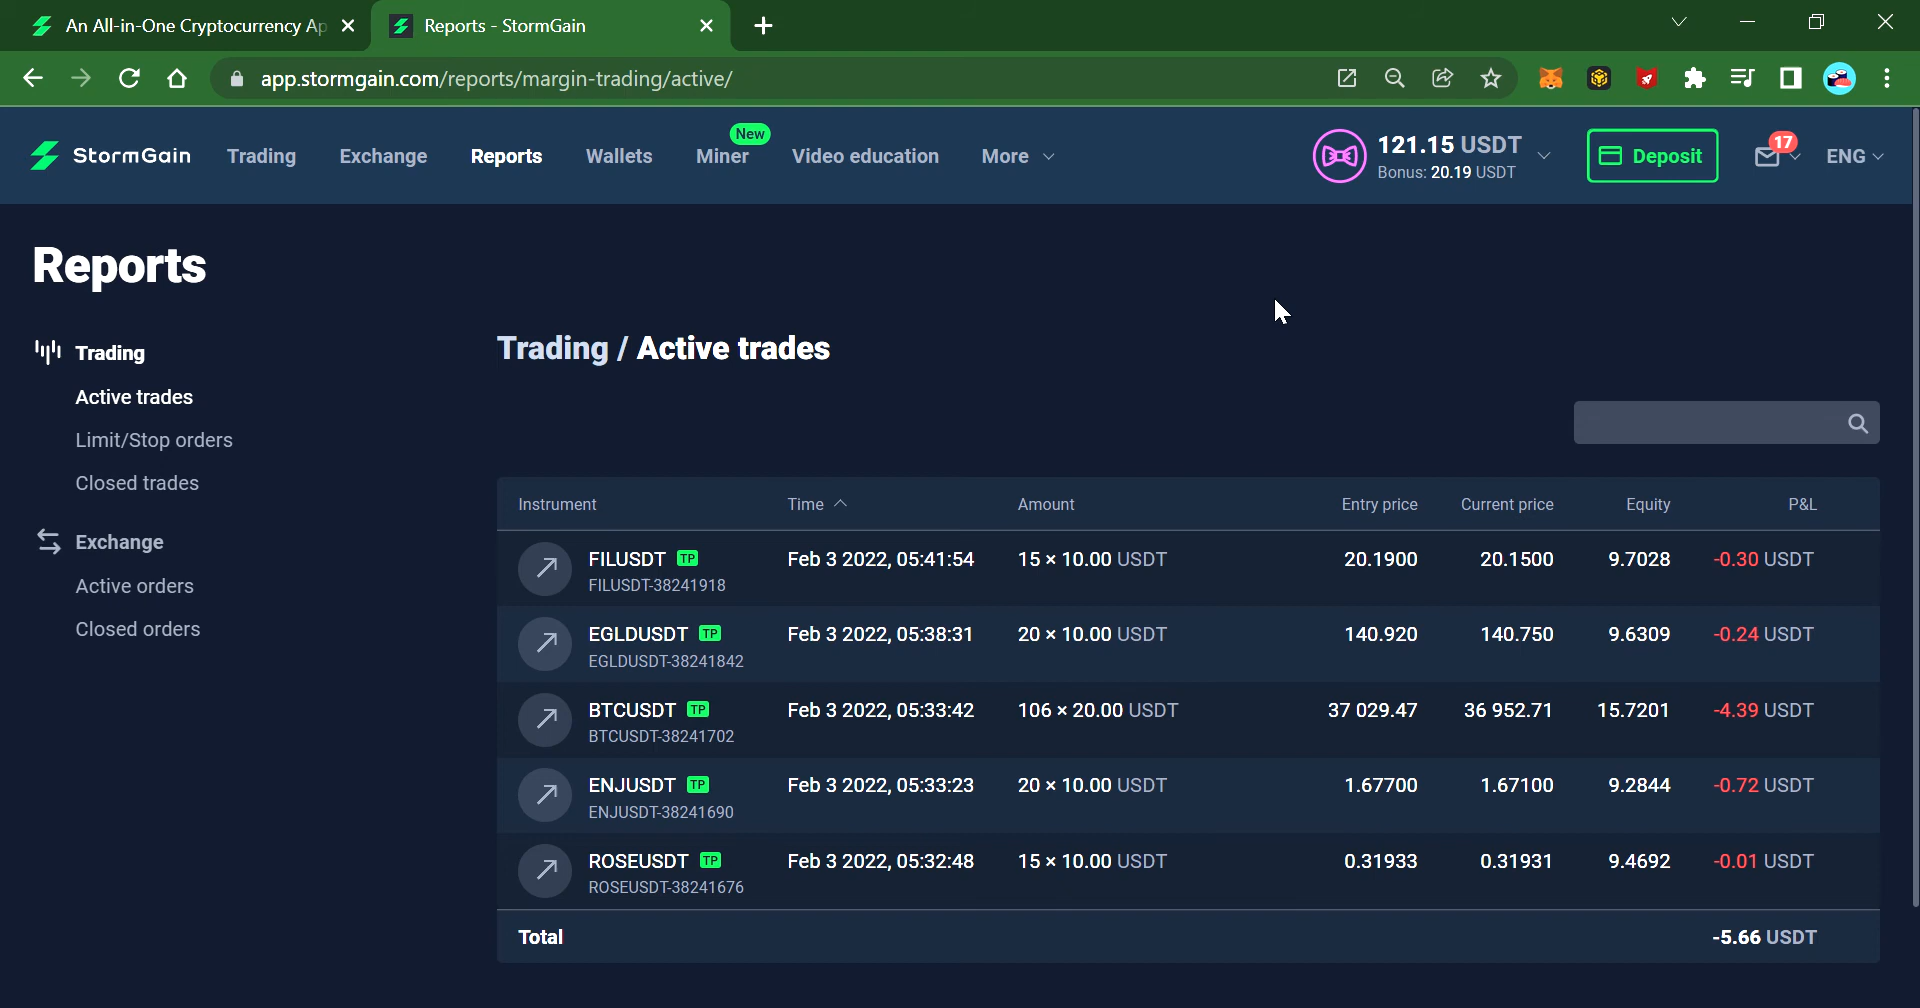 An All-in-One Cryptocurrency Ap
Reports - StormGain
app.stormgain.com/reports/margin-trading/active/
StormGain
Trading
Exchange
Reports
Wallets
Miner
New
Video education
More
121.15 USDT
Bonus: 20.19 USDT
Deposit
17
ENG
Reports
Trading
Active trades
Limit/Stop orders
Closed trades
Exchange
Active orders
Closed orders
Trading / Active trades
Instrument Time Amount Entry price Current price Equity P&L
FILUSDT TP Feb 3 2022, 05:41:54 15 × 10.00 USDT 20.1900 20.1500 9.7028 -0.30 USDT
FILUSDT-38241918
EGLDUSDT TP Feb 3 2022, 05:38:31 20 × 10.00 USDT 140.920 140.750 9.6309 -0.24 USDT
EGLDUSDT-38241842
BTCUSDT TP Feb 3 2022, 05:33:42 106 × 20.00 USDT 37 029.47 36 952.71 15.7201 -4.39 USDT
BTCUSDT-38241702
ENJUSDT TP Feb 3 2022, 05:33:23 20 × 10.00 USDT 1.67700 1.67100 9.2844 -0.72 USDT
ENJUSDT-38241690
ROSEUSDT TP Feb 3 2022, 05:32:48 15 × 10.00 USDT 0.31933 0.31931 9.4692 -0.01 USDT
ROSEUSDT-38241676
Total -5.66 USDT